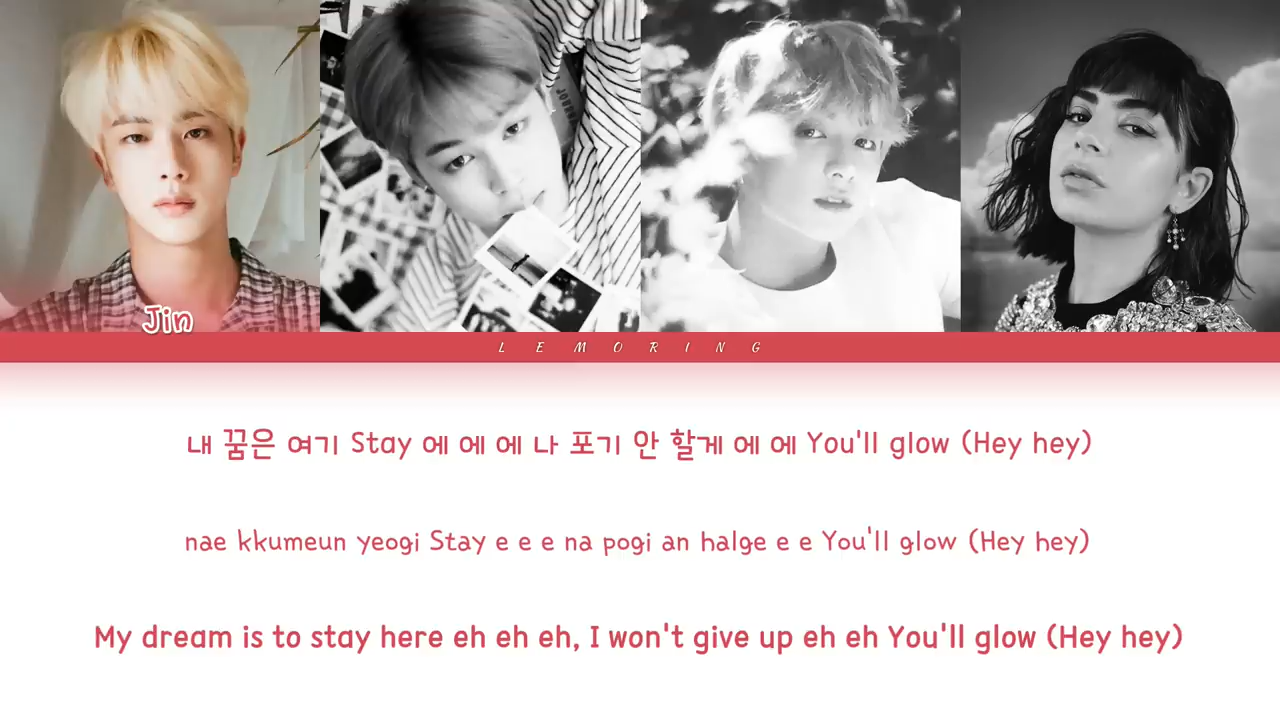 Jin
LEMORING
내 꿈은 여기 Stay 에 에 에 나 포기 안 할게 에 에 You'll glow (Hey hey)
nae kkumeun yeogi Stay e e e na pogi an halge e e You'll glow (Hey hey)
My dream is to stay here eh eh eh, I won't give up eh eh You'll glow (Hey hey)